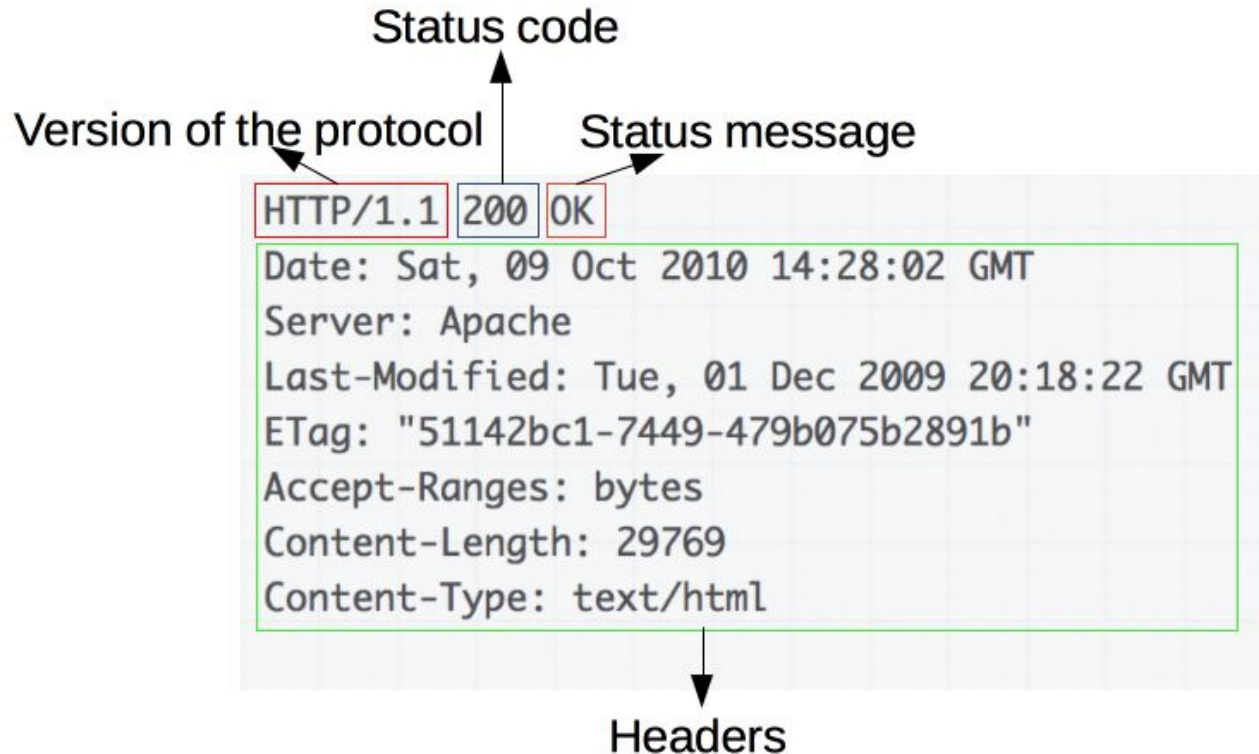 Status code
Version of the protocol
Status message
HTTP/1.1 200 OK
Date: Sat, 09 Oct 2010 14:28:02 GMT
Server: Apache
Last-Modified: Tue, 01 Dec 2009 20:18:22 GMT
ETag: "51142bc1-7449-479b075b2891b"
Accept-Ranges: bytes
Content-Length: 29769
Content-Type: text/html
Headers